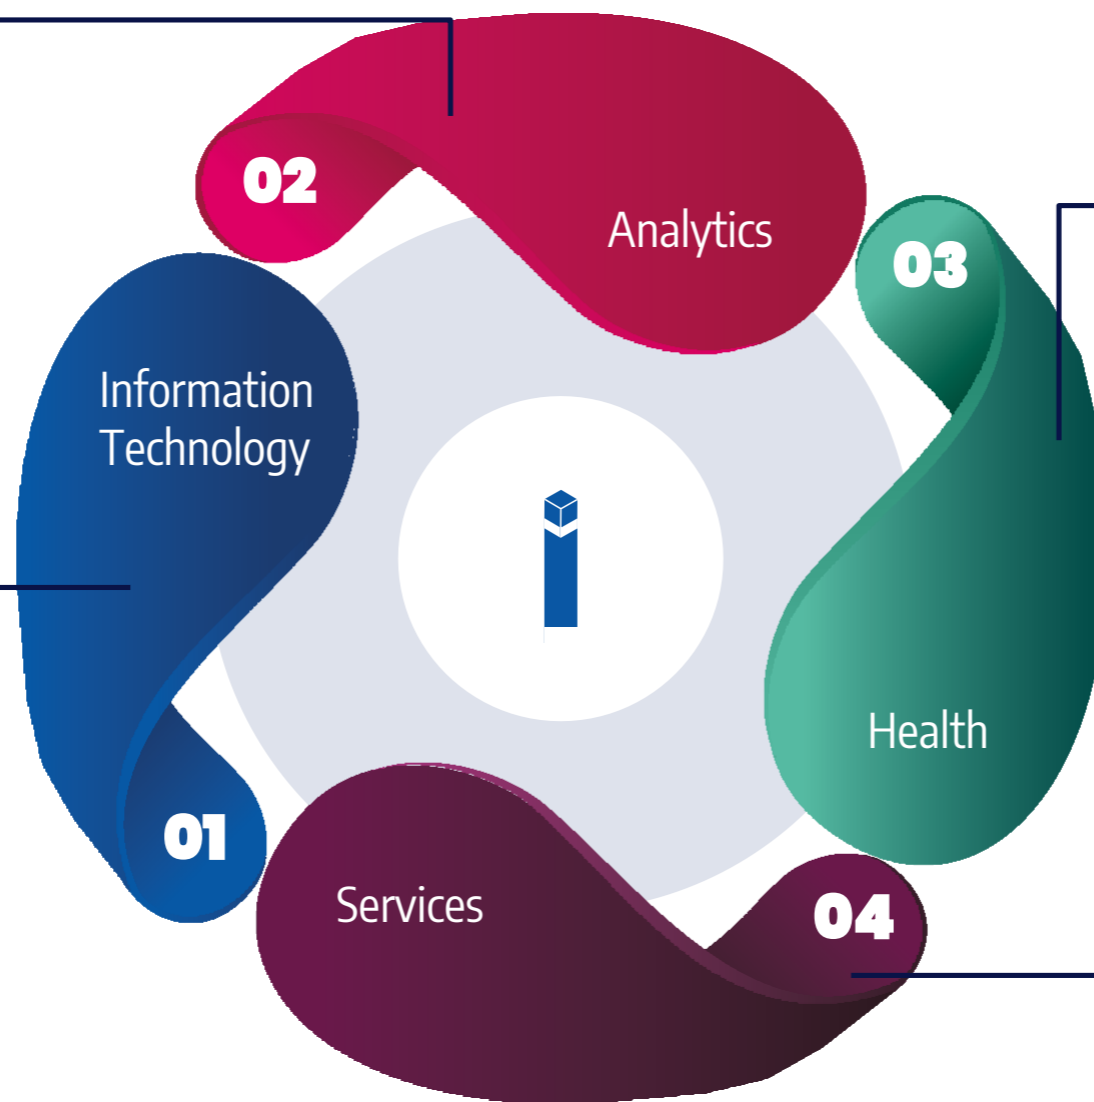 01
Information
Technology
02
Analytics
03
Health
04
Services
i